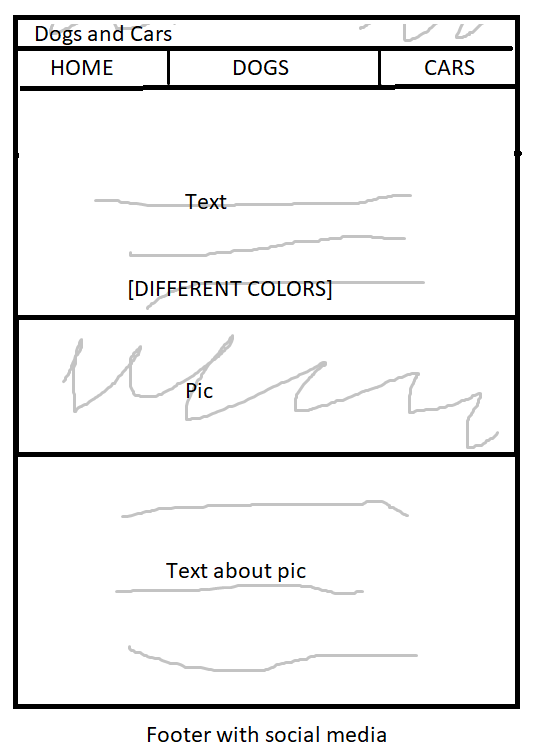 Dogs and Cars
HOME DOGS CARS
Text
[DIFFERENT COLORS]
Pic
Text about pic
Footer with social media